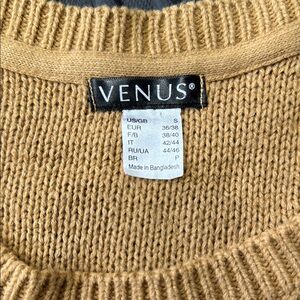 VENUS®
US/GB S
EUR 36/38
F/B 38/40
IT 42/44
RU/UA 44/46
BR P
Made in Bangladesh